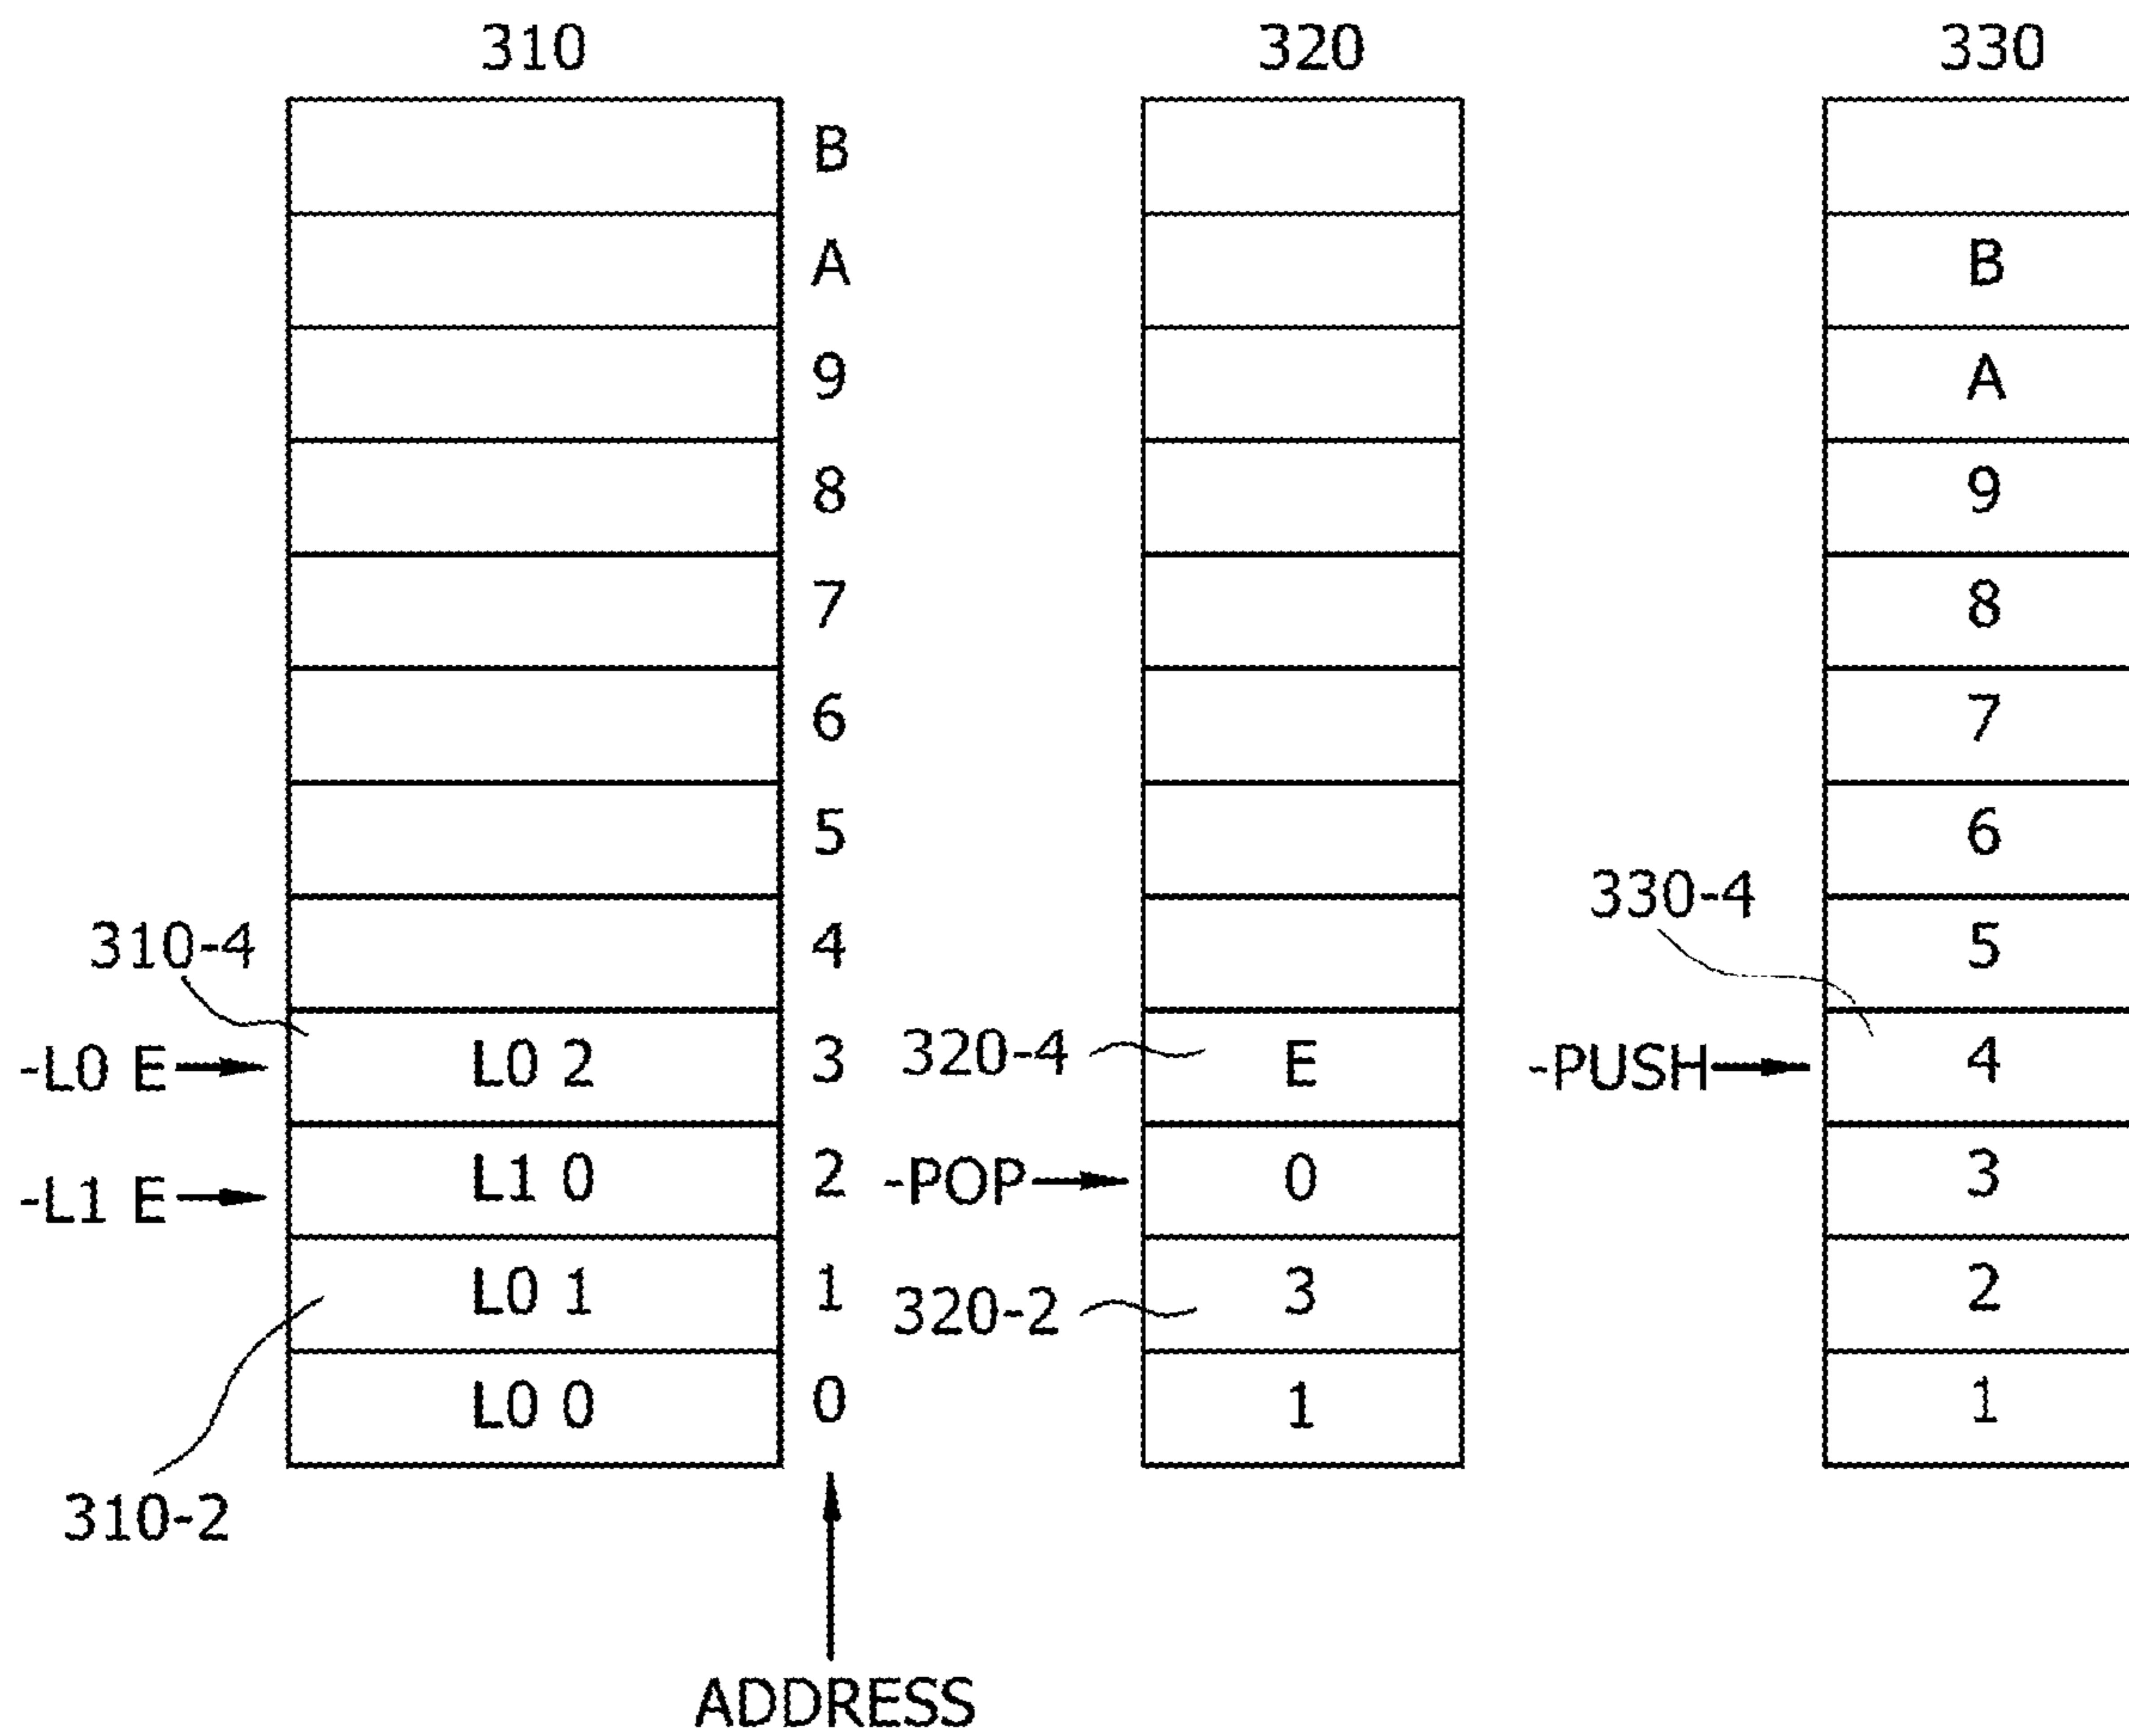 310 320 330
B
A B
9 A
8 9
7 8
6 7
5 6
330-4
310-4 4 5
-L0 E L0 2 3 320-4 E -PUSH 4
-L1 E L1 0 2 -POP 0 3
L0 1 1 320-2 3 2
L0 0 0 1 1
310-2
ADDRESS